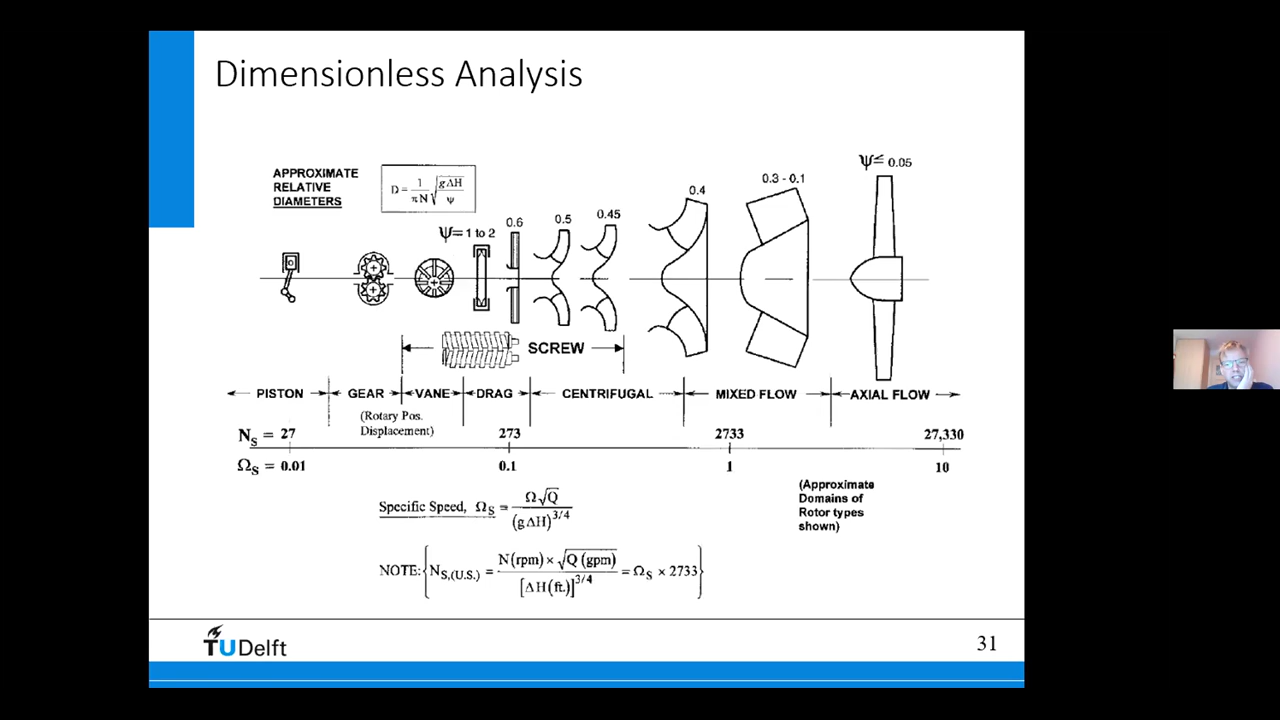 Dimensionless Analysis
APPROXIMATE
RELATIVE
DIAMETERS
D = 1/πN √(gΔH/ψ)
ψ = 1 to 2
0.6
0.5
0.45
0.4
0.3 - 0.1
ψ ≤ 0.05
SCREW
PISTON
GEAR
VANE
DRAG
CENTRIFUGAL
MIXED FLOW
AXIAL FLOW
(Rotary Pos.
Displacement)
N_S = 27
273
2733
27,330
Ω_S = 0.01
0.1
1
10
(Approximate
Domains of
Rotor types
shown)
Specific Speed, Ω_S = Ω√Q / (g ΔH)^3/4
NOTE: { N_S,(U.S.) = N(rpm) × √Q (gpm) / [ΔH(ft.)]^3/4 = Ω_S × 2733 }
TUDelft
31